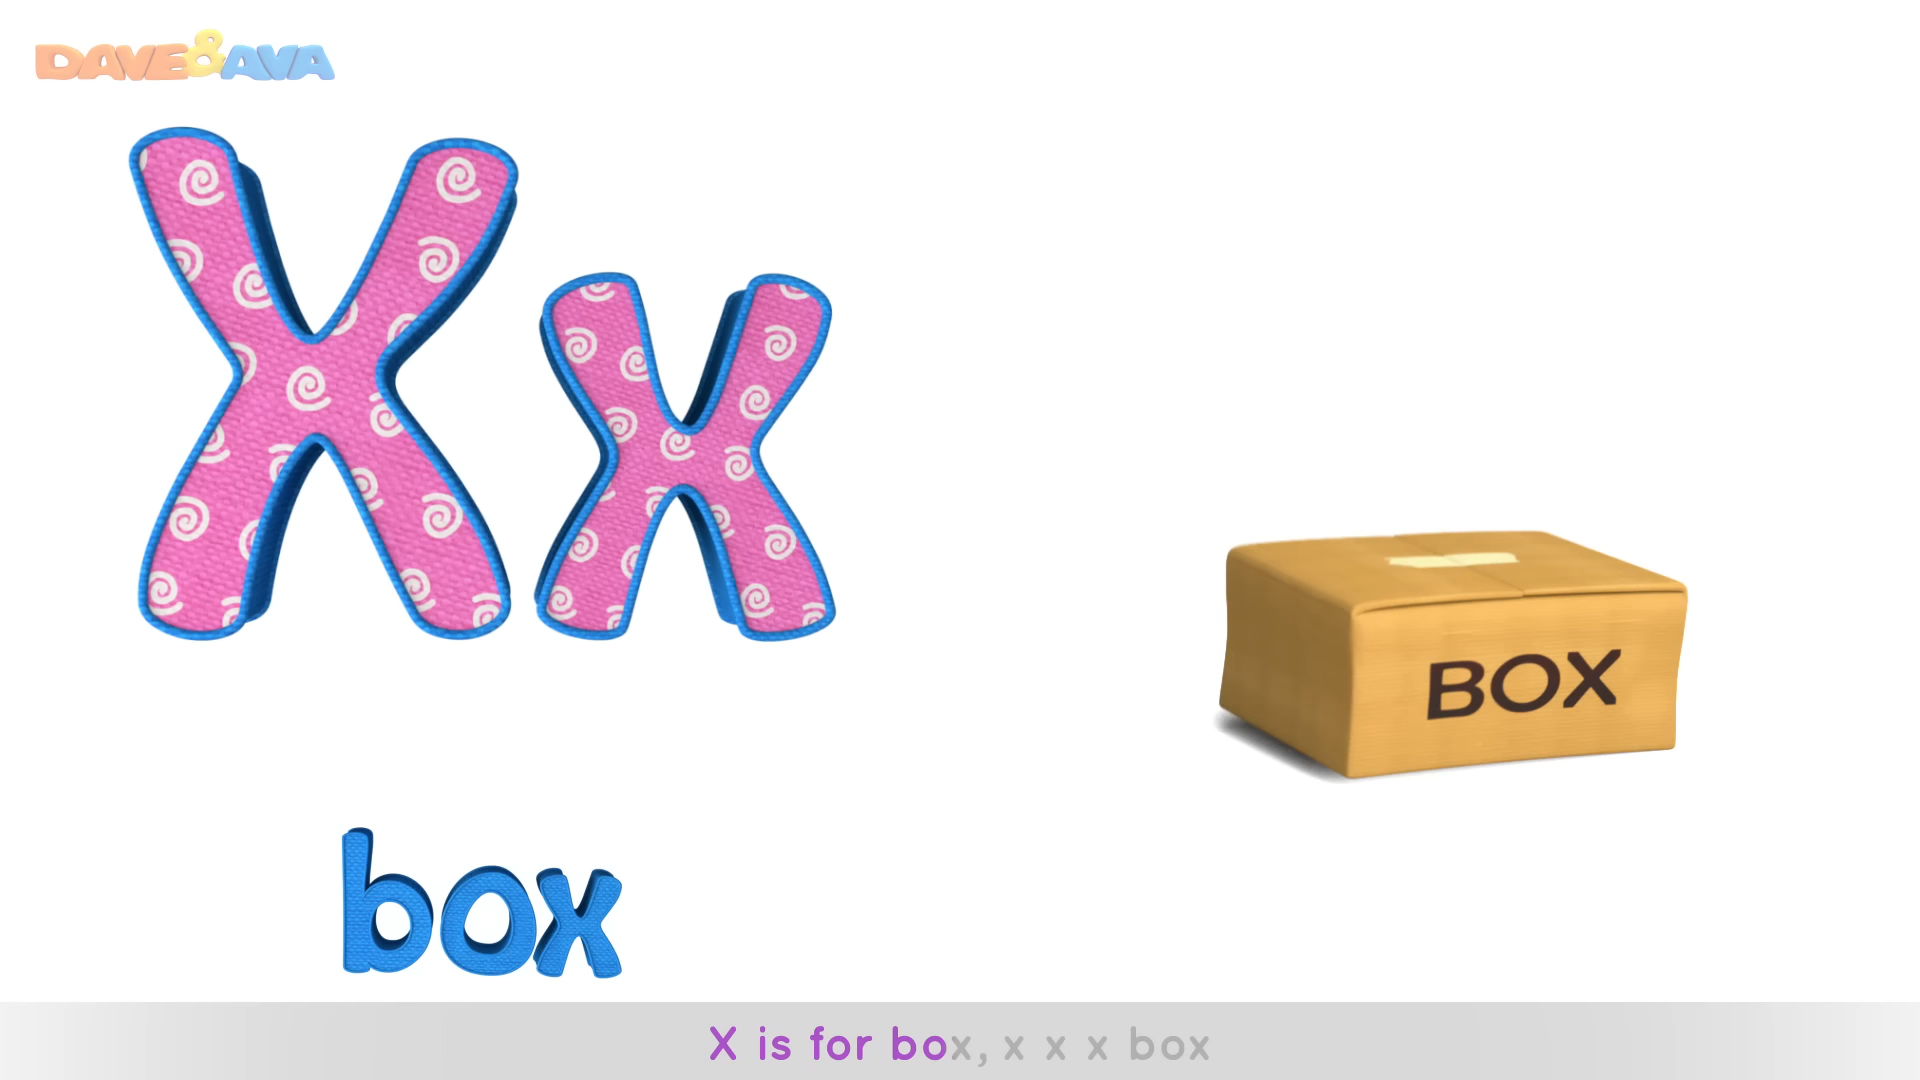 DAVE&AVA
Xx
BOX
box
X is for box, x x x box